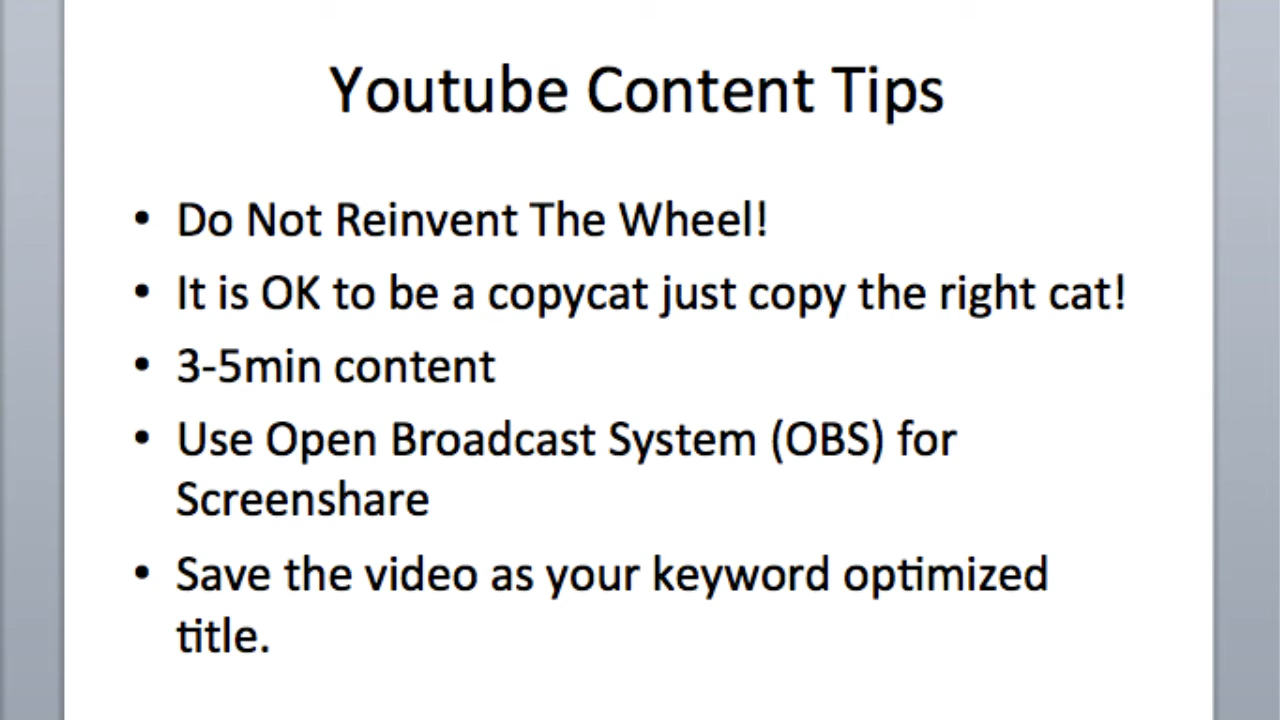 Youtube Content Tips
• Do Not Reinvent The Wheel!
• It is OK to be a copycat just copy the right cat!
• 3-5min content
• Use Open Broadcast System (OBS) for
Screenshare
• Save the video as your keyword optimized
title.